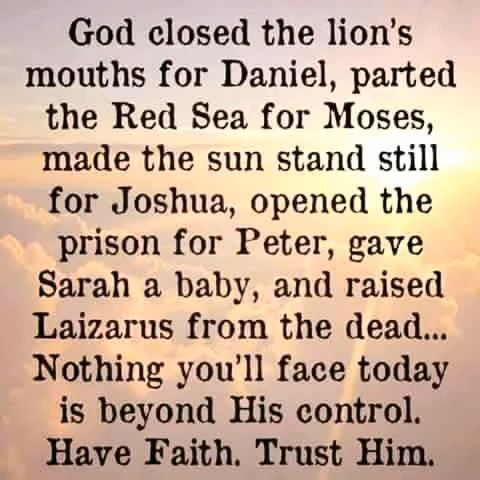 God closed the lion's
mouths for Daniel, parted
the Red Sea for Moses,
made the sun stand still
for Joshua, opened the
prison for Peter, gave
Sarah a baby, and raised
Laizarus from the dead...
Nothing you'll face today
is beyond His control.
Have Faith. Trust Him.